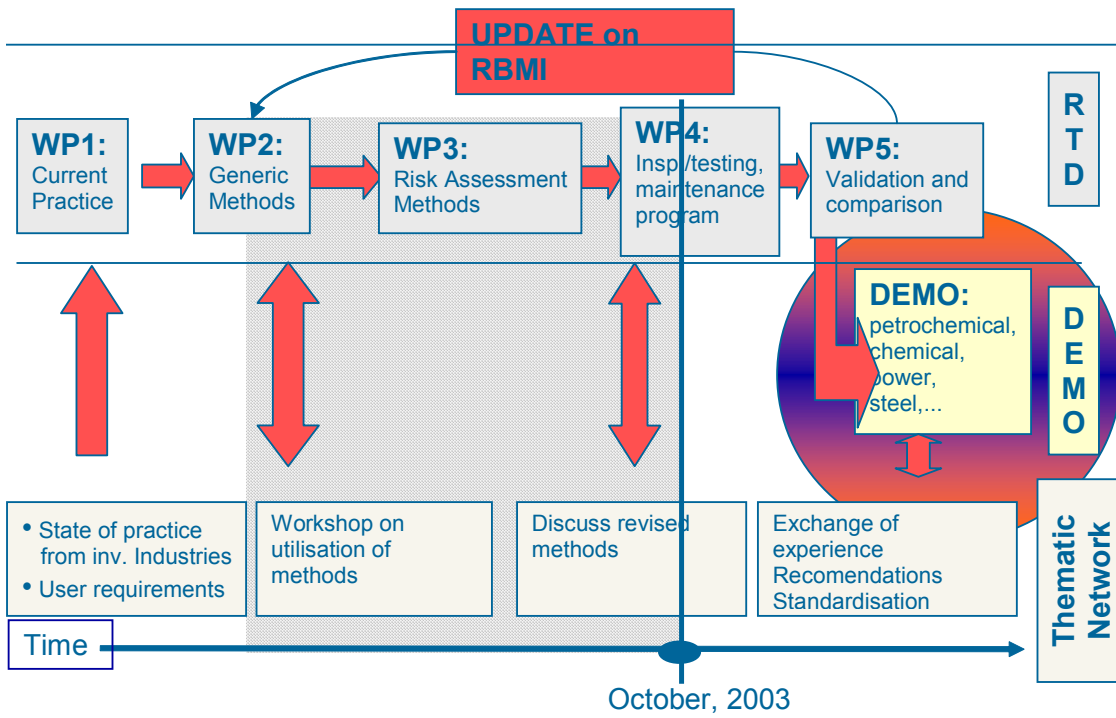 UPDATE on
RBMI
WP1:
Current
Practice
WP2:
Generic
Methods
WP3:
Risk Assessment
Methods
WP4:
Insp./testing,
maintenance
program
WP5:
Validation and
comparison
R
T
D
DEMO:
petrochemical,
chemical,
power,
steel,...
D
E
M
O
• State of practice
from inv. Industries
• User requirements
Workshop on
utilisation of
methods
Discuss revised
methods
Exchange of
experience
Recomendations
Standardisation
Thematic
Network
Time
October, 2003